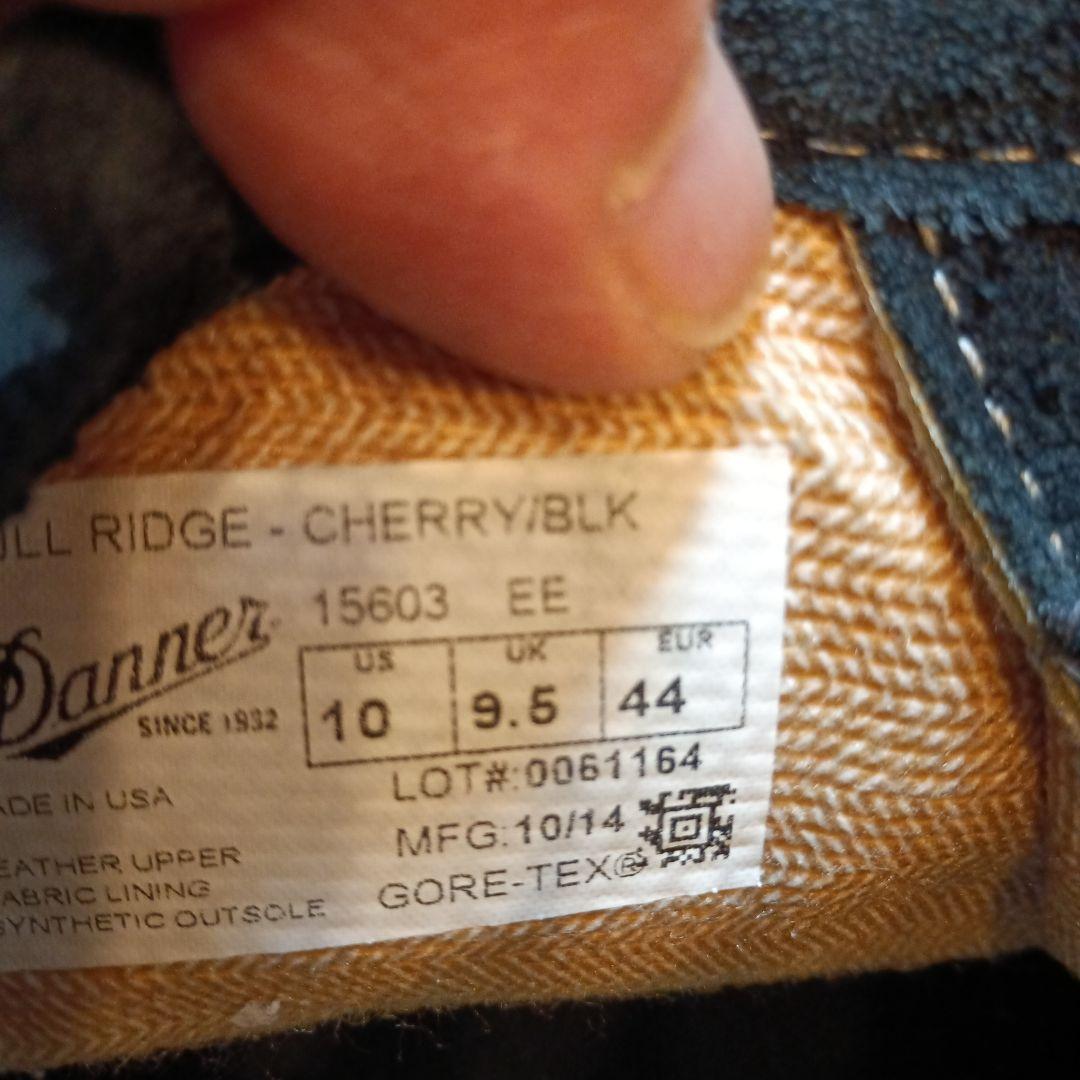 ILL RIDGE - CHERRY/BLK
15603 EE
Danner
SINCE 1932
US UK EUR
10 9.5 44
LOT#:0061164
ADE IN USA
MFG:10/14
EATHER UPPER
ABRIC LINING
GORE-TEX®
SYNTHETIC OUTSOLE